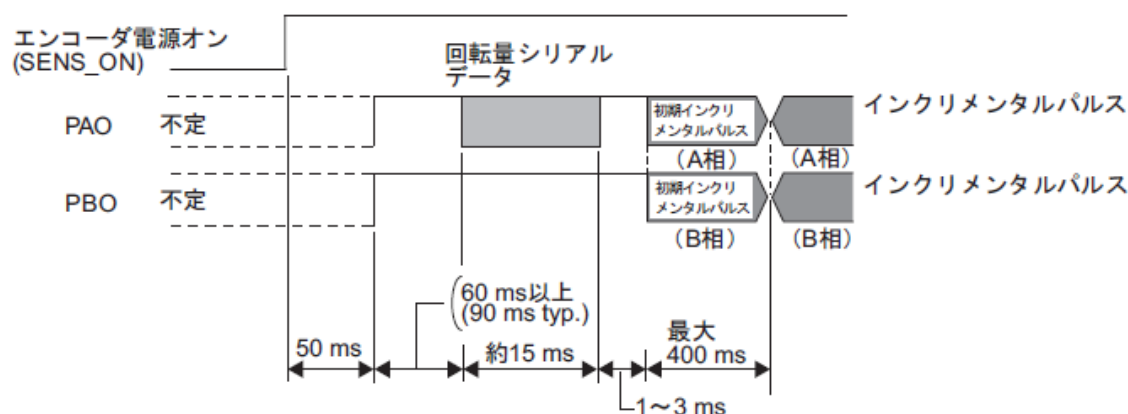 エンコーダ電源オン
(SENS_ON)
回転量シリアル
データ
PAO
不定
初期インクリ
メンタルパルス
(A相)
(A相)
インクリメンタルパルス
PBO
不定
初期インクリ
メンタルパルス
(B相)
(B相)
インクリメンタルパルス
60 ms以上
(90 ms typ.)
50 ms
約15 ms
最大
400 ms
1～3 ms